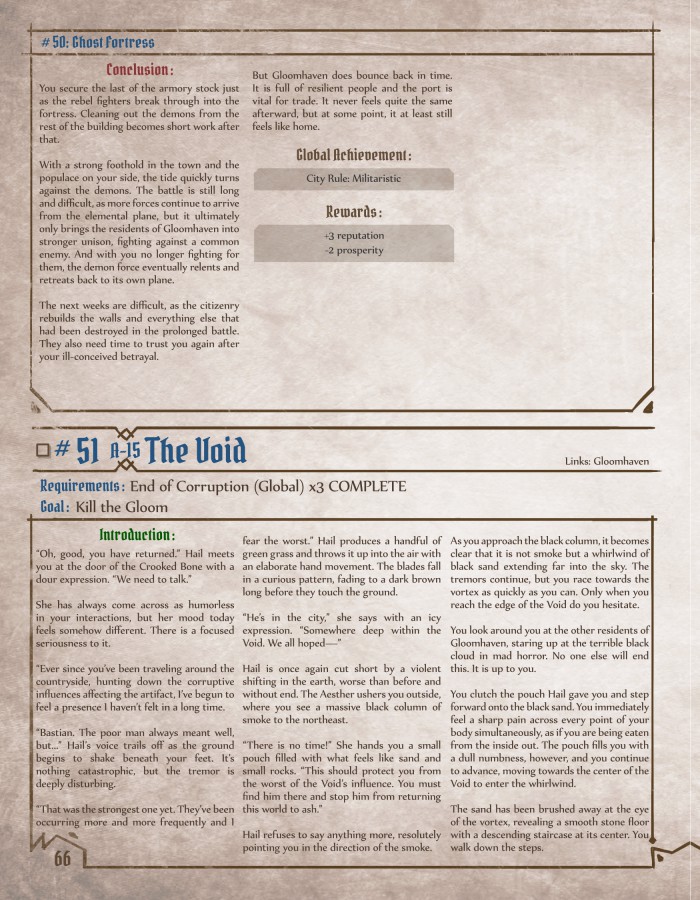 # 50: Ghost Fortress
Conclusion:
You secure the last of the armory stock just
as the rebel fighters break through into the
fortress. Cleaning out the demons from the
rest of the building becomes short work after
that.
With a strong foothold in the town and the
populace on your side, the tide quickly turns
against the demons. The battle is still long
and difficult, as more forces continue to arrive
from the elemental plane, but it ultimately
only brings the residents of Gloomhaven into
stronger unison, fighting against a common
enemy. And with you no longer fighting for
them, the demon force eventually relents and
retreats back to its own plane.
The next weeks are difficult, as the citizenry
rebuilds the walls and everything else that
had been destroyed in the prolonged battle.
They also need time to trust you again after
your ill-conceived betrayal.
But Gloomhaven does bounce back in time.
It is full of resilient people and the port is
vital for trade. It never feels quite the same
afterward, but at some point, it at least still
feels like home.
Global Achievement:
City Rule: Militaristic
Rewards:
+3 reputation
-2 prosperity
# 51 A-15 The Void
Links: Gloomhaven
Requirements: End of Corruption (Global) x3 COMPLETE
Goal: Kill the Gloom
Introduction:
“Oh, good, you have returned.” Hail meets
you at the door of the Crooked Bone with a
dour expression. “We need to talk.”
She has always come across as humorless
in your interactions, but her mood today
feels somehow different. There is a focused
seriousness to it.
“Ever since you’ve been traveling around the
countryside, hunting down the corruptive
influences affecting the artifact, I’ve begun to
feel a presence I haven’t felt in a long time.
“Bastian. The poor man always meant well,
but...” Hail’s voice trails off as the ground
begins to shake beneath your feet. It’s
nothing catastrophic, but the tremor is
deeply disturbing.
“That was the strongest one yet. They’ve been
occurring more and more frequently and I
fear the worst.” Hail produces a handful of
green grass and throws it up into the air with
an elaborate hand movement. The blades fall
in a curious pattern, fading to a dark brown
long before they touch the ground.
“He’s in the city,” she says with an icy
expression. “Somewhere deep within the
Void. We all hoped—”
Hail is once again cut short by a violent
shifting in the earth, worse than before and
without end. The Aesther ushers you outside,
where you see a massive black column of
smoke to the northeast.
“There is no time!” She hands you a small
pouch filled with what feels like sand and
small rocks. “This should protect you from
the worst of the Void’s influence. You must
find him there and stop him from returning
this world to ash.”
Hail refuses to say anything more, resolutely
pointing you in the direction of the smoke.
As you approach the black column, it becomes
clear that it is not smoke but a whirlwind of
black sand extending far into the sky. The
tremors continue, but you race towards the
vortex as quickly as you can. Only when you
reach the edge of the Void do you hesitate.
You look around you at the other residents of
Gloomhaven, staring up at the terrible black
cloud in mad horror. No one else will end
this. It is up to you.
You clutch the pouch Hail gave you and step
forward onto the black sand. You immediately
feel a sharp pain across every point of your
body simultaneously, as if you are being eaten
from the inside out. The pouch fills you with
a dull numbness, however, and you continue
to advance, moving towards the center of the
Void to enter the whirlwind.
The sand has been brushed away at the eye
of the vortex, revealing a smooth stone floor
with a descending staircase at its center. You
walk down the steps.
66